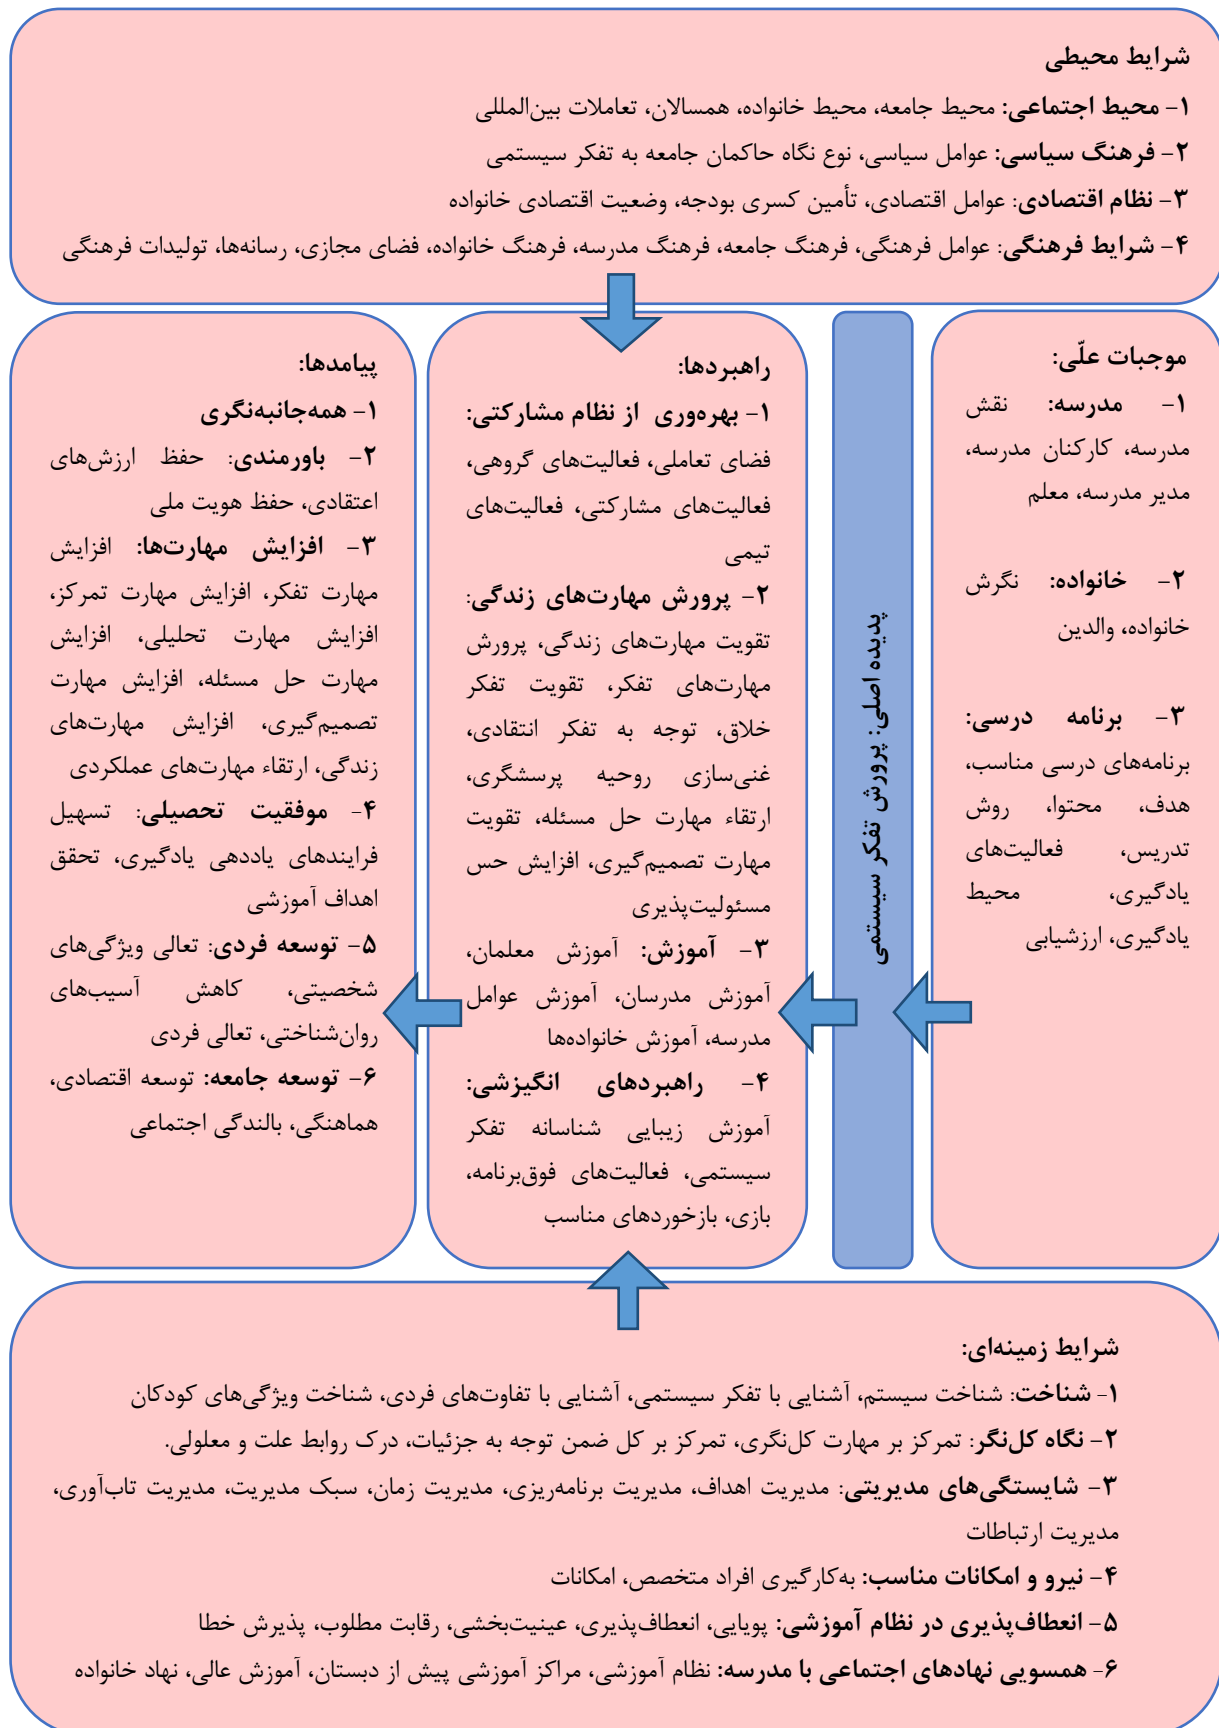 شرایط محیطی
۱- محیط اجتماعی: محیط جامعه، محیط خانواده، همسالان، تعاملات بین‌المللی
۲- فرهنگ سیاسی: عوامل سیاسی، نوع نگاه حاکمان جامعه به تفکر سیستمی
۳- نظام اقتصادی: عوامل اقتصادی، تأمین کسری بودجه، وضعیت اقتصادی خانواده
۴- شرایط فرهنگی: عوامل فرهنگی، فرهنگ جامعه، فرهنگ مدرسه، فرهنگ خانواده، فضای مجازی، رسانه‌ها، تولیدات فرهنگی
موجبات علّی:
۱- مدرسه: نقش
مدرسه، کارکنان مدرسه،
مدیر مدرسه، معلم
۲- خانواده: نگرش
خانواده، والدین
۳- برنامه درسی:
برنامه‌های درسی مناسب،
هدف، محتوا، روش
تدریس، فعالیت‌های
یادگیری، محیط
یادگیری، ارزشیابی
پدیده اصلی: پرورش تفکر سیستمی
راهبردها:
۱- بهره‌وری از نظام مشارکتی:
فضای تعاملی، فعالیت‌های گروهی،
فعالیت‌های مشارکتی، فعالیت‌های
تیمی
۲- پرورش مهارت‌های زندگی:
تقویت مهارت‌های زندگی، پرورش
مهارت‌های تفکر، تقویت تفکر
خلاق، توجه به تفکر انتقادی،
غنی‌سازی روحیه پرسشگری،
ارتقاء مهارت حل مسئله، تقویت
مهارت تصمیم‌گیری، افزایش حس
مسئولیت‌پذیری
۳- آموزش: آموزش معلمان،
آموزش مدرسان، آموزش عوامل
مدرسه، آموزش خانواده‌ها
۴- راهبردهای انگیزشی:
آموزش زیبایی شناسانه تفکر
سیستمی، فعالیت‌های فوق‌برنامه،
بازی، بازخوردهای مناسب
پیامدها:
۱- همه‌جانبه‌نگری
۲- باورمندی: حفظ ارزش‌های
اعتقادی، حفظ هویت ملی
۳- افزایش مهارت‌ها: افزایش
مهارت تفکر، افزایش مهارت تمرکز،
افزایش مهارت تحلیلی، افزایش
مهارت حل مسئله، افزایش مهارت
تصمیم‌گیری، افزایش مهارت‌های
زندگی، ارتقاء مهارت‌های عملکردی
۴- موفقیت تحصیلی: تسهیل
فرایندهای یاددهی یادگیری، تحقق
اهداف آموزشی
۵- توسعه فردی: تعالی ویژگی‌های
شخصیتی، کاهش آسیب‌های
روان‌شناختی، تعالی فردی
۶- توسعه جامعه: توسعه اقتصادی،
هماهنگی، بالندگی اجتماعی
شرایط زمینه‌ای:
۱- شناخت: شناخت سیستم، آشنایی با تفکر سیستمی، آشنایی با تفاوت‌های فردی، شناخت ویژگی‌های کودکان
۲- نگاه کل‌نگر: تمرکز بر مهارت کل‌نگری، تمرکز بر کل ضمن توجه به جزئیات، درک روابط علت و معلولی.
۳- شایستگی‌های مدیریتی: مدیریت اهداف، مدیریت برنامه‌ریزی، مدیریت زمان، سبک مدیریت، مدیریت تاب‌آوری،
مدیریت ارتباطات
۴- نیرو و امکانات مناسب: به‌کارگیری افراد متخصص، امکانات
۵- انعطاف‌پذیری در نظام آموزشی: پویایی، انعطاف‌پذیری، عینیت‌بخشی، رقابت مطلوب، پذیرش خطا
۶- همسویی نهادهای اجتماعی با مدرسه: نظام آموزشی، مراکز آموزشی پیش از دبستان، آموزش عالی، نهاد خانواده